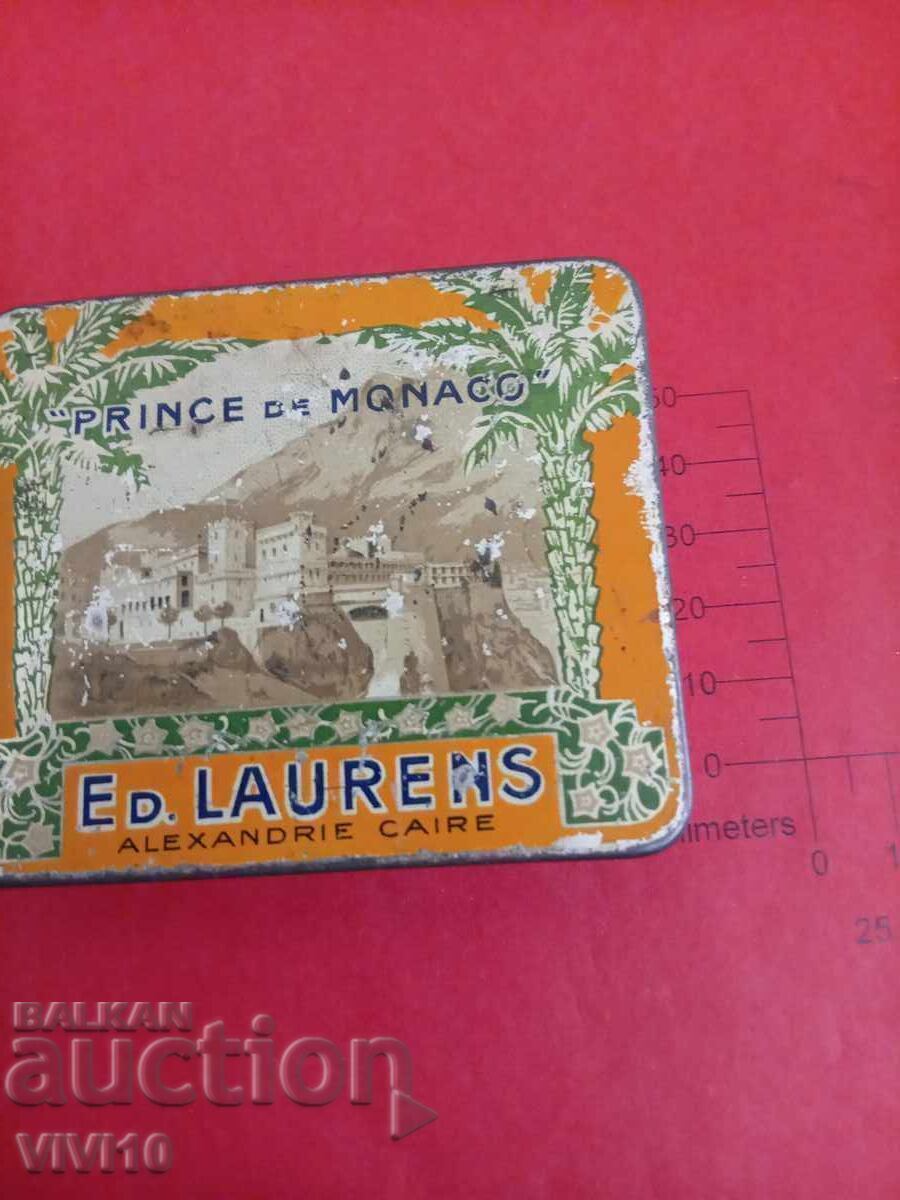 "PRINCE DE MONACO"
ED. LAURENS
ALEXANDRIE CAIRE
50
40
30
20
10
0
limeters
0
1
25
BALKAN
auction
VIVI10